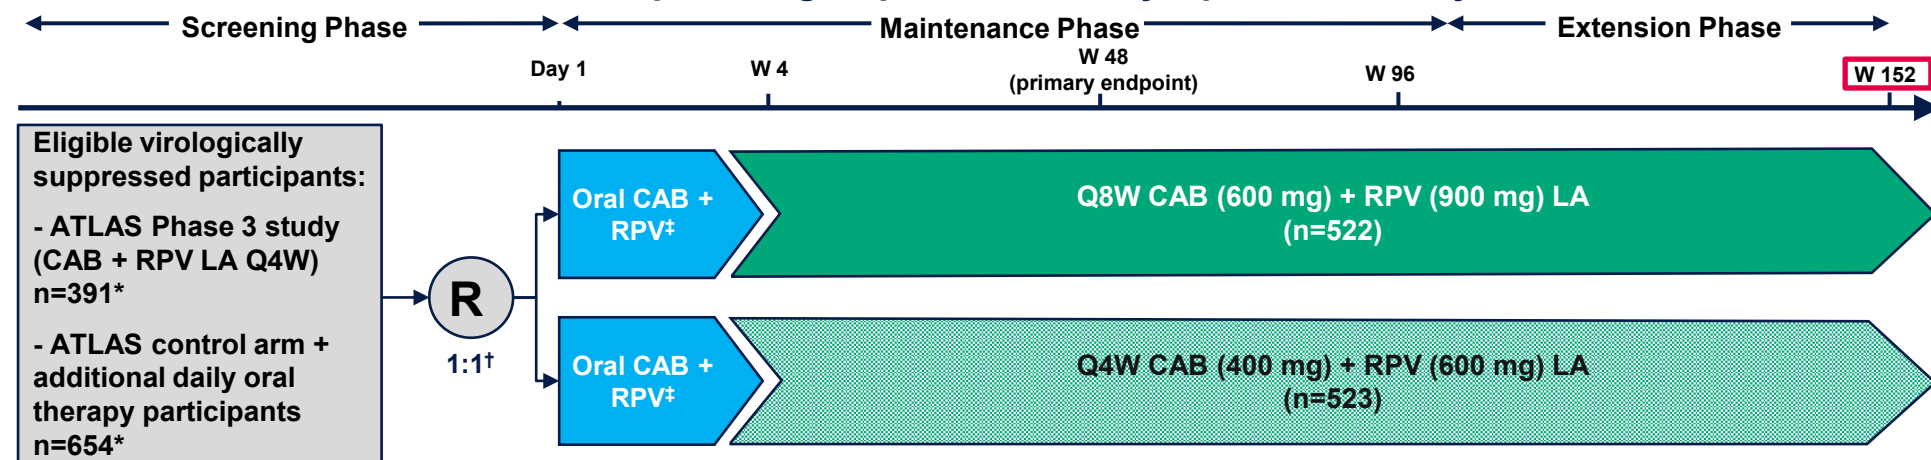 Screening Phase
Maintenance Phase
Extension Phase
Day 1
W 4
W 48
(primary endpoint)
W 96
W 152
Eligible virologically
suppressed participants:
- ATLAS Phase 3 study
(CAB + RPV LA Q4W)
n=391*
- ATLAS control arm +
additional daily oral
therapy participants
n=654*
R
1:1†
Oral CAB +
RPV‡
Q8W CAB (600 mg) + RPV (900 mg) LA
(n=522)
Oral CAB +
RPV‡
Q4W CAB (400 mg) + RPV (600 mg) LA
(n=523)